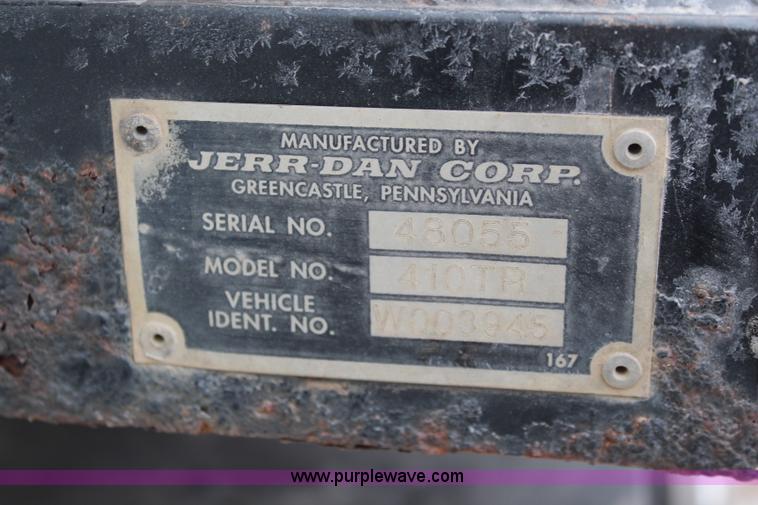 MANUFACTURED BY
JERR-DAN CORP.
GREENCASTLE, PENNSYLVANIA
SERIAL NO. 48055
MODEL NO. 410TR
VEHICLE IDENT. NO. W003945
167
www.purplewave.com